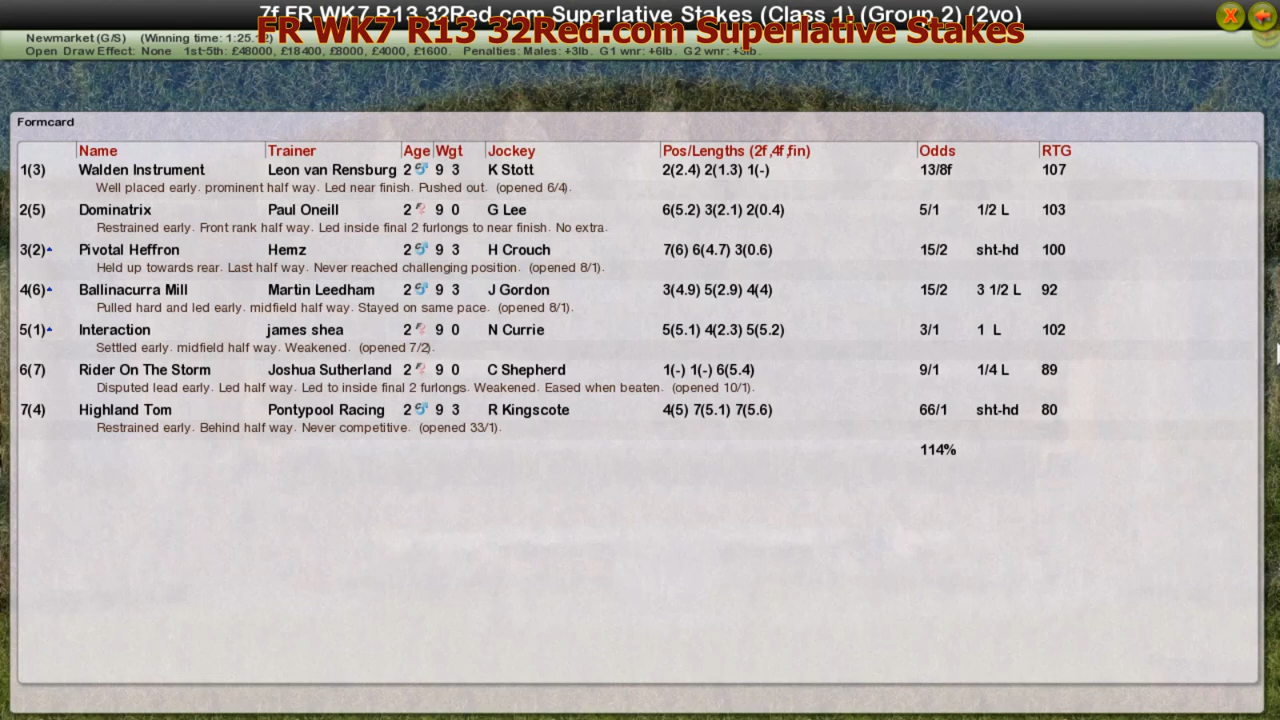 7f FR WK7 R13 32Red.com Superlative Stakes (Class 1) (Group 2) (2yo)
FR WK7 R13 32Red.com Superlative Stakes
Newmarket (G/S) (Winning time: 1:25.
Open Draw Effect: None 1st-5th: £48000, £18400, £8000, £4000, £1600. Penalties: Males: +3lb. G1 wnr: +6lb. G2 wnr: +3lb.
Formcard
Name Trainer Age Wgt Jockey Pos/Lengths (2f,4f,fin) Odds RTG
1(3) Walden Instrument Leon van Rensburg 2 9 3 K Stott 2(2.4) 2(1.3) 1(-) 13/8f 107
Well placed early. prominent half way. Led near finish. Pushed out. (opened 6/4).
2(5) Dominatrix Paul Oneill 2 9 0 G Lee 6(5.2) 3(2.1) 2(0.4) 5/1 1/2 L 103
Restrained early. Front rank half way. Led inside final 2 furlongs to near finish. No extra.
3(2) Pivotal Heffron Hemz 2 9 3 H Crouch 7(6) 6(4.7) 3(0.6) 15/2 sht-hd 100
Held up towards rear. Last half way. Never reached challenging position. (opened 8/1).
4(6) Ballinacurra Mill Martin Leedham 2 9 3 J Gordon 3(4.9) 5(2.9) 4(4) 15/2 3 1/2 L 92
Pulled hard and led early. midfield half way. Stayed on same pace. (opened 8/1).
5(1) Interaction james shea 2 9 0 N Currie 5(5.1) 4(2.3) 5(5.2) 3/1 1 L 102
Settled early. midfield half way. Weakened. (opened 7/2).
6(7) Rider On The Storm Joshua Sutherland 2 9 0 C Shepherd 1(-) 1(-) 6(5.4) 9/1 1/4 L 89
Disputed lead early. Led half way. Led to inside final 2 furlongs. Weakened. Eased when beaten. (opened 10/1).
7(4) Highland Tom Pontypool Racing 2 9 3 R Kingscote 4(5) 7(5.1) 7(5.6) 66/1 sht-hd 80
Restrained early. Behind half way. Never competitive. (opened 33/1).
114%